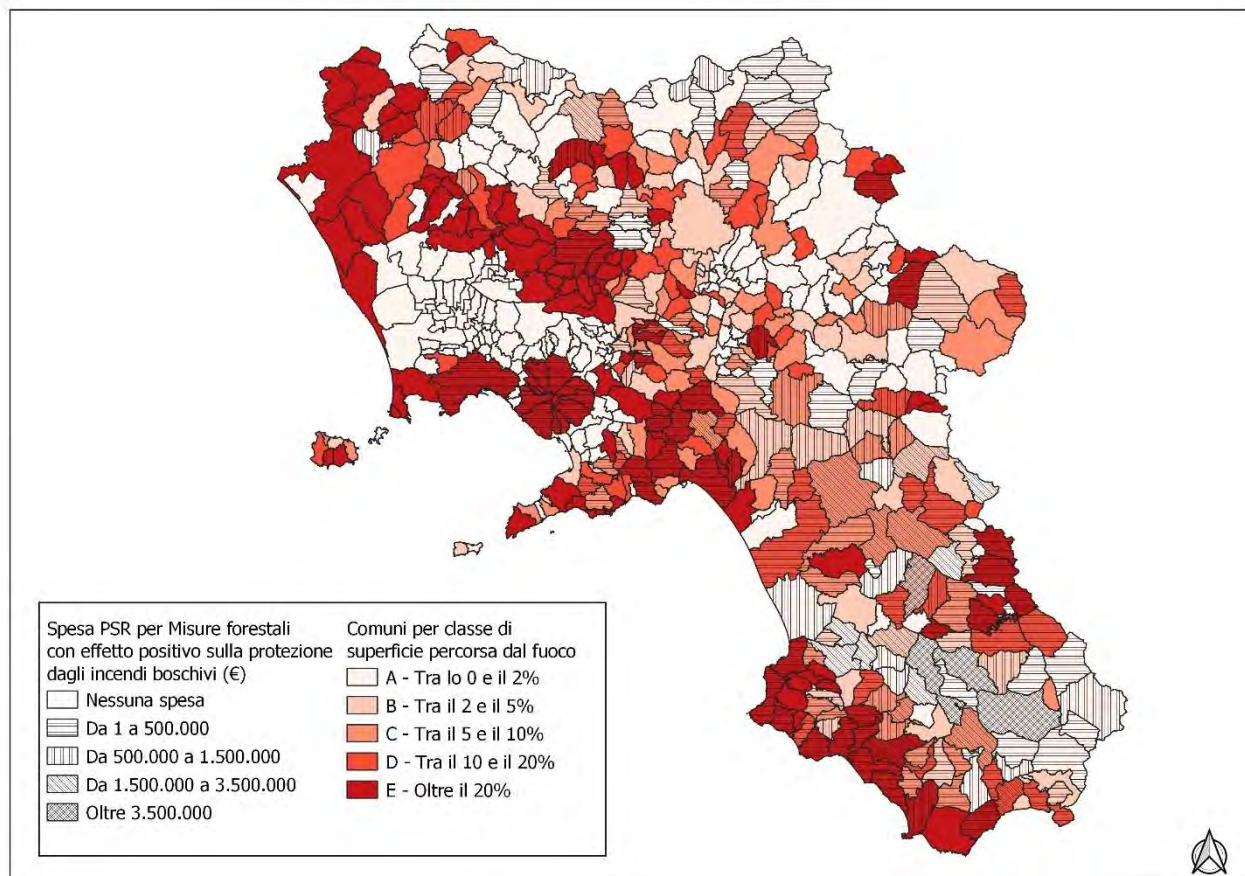 Spesa PSR per Misure forestali
con effetto positivo sulla protezione
dagli incendi boschivi (€)
Nessuna spesa
Da 1 a 500.000
Da 500.000 a 1.500.000
Da 1.500.000 a 3.500.000
Oltre 3.500.000
Comuni per classe di
superficie percorsa dal fuoco
A - Tra lo 0 e il 2%
B - Tra il 2 e il 5%
C - Tra il 5 e il 10%
D - Tra il 10 e il 20%
E - Oltre il 20%